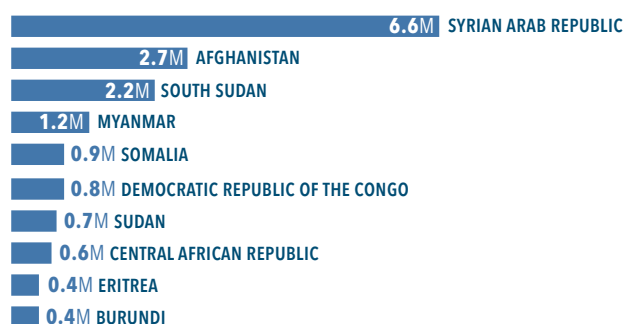 6.6M SYRIAN ARAB REPUBLIC
2.7M AFGHANISTAN
2.2M SOUTH SUDAN
1.2M MYANMAR
0.9M SOMALIA
0.8M DEMOCRATIC REPUBLIC OF THE CONGO
0.7M SUDAN
0.6M CENTRAL AFRICAN REPUBLIC
0.4M ERITREA
0.4M BURUNDI